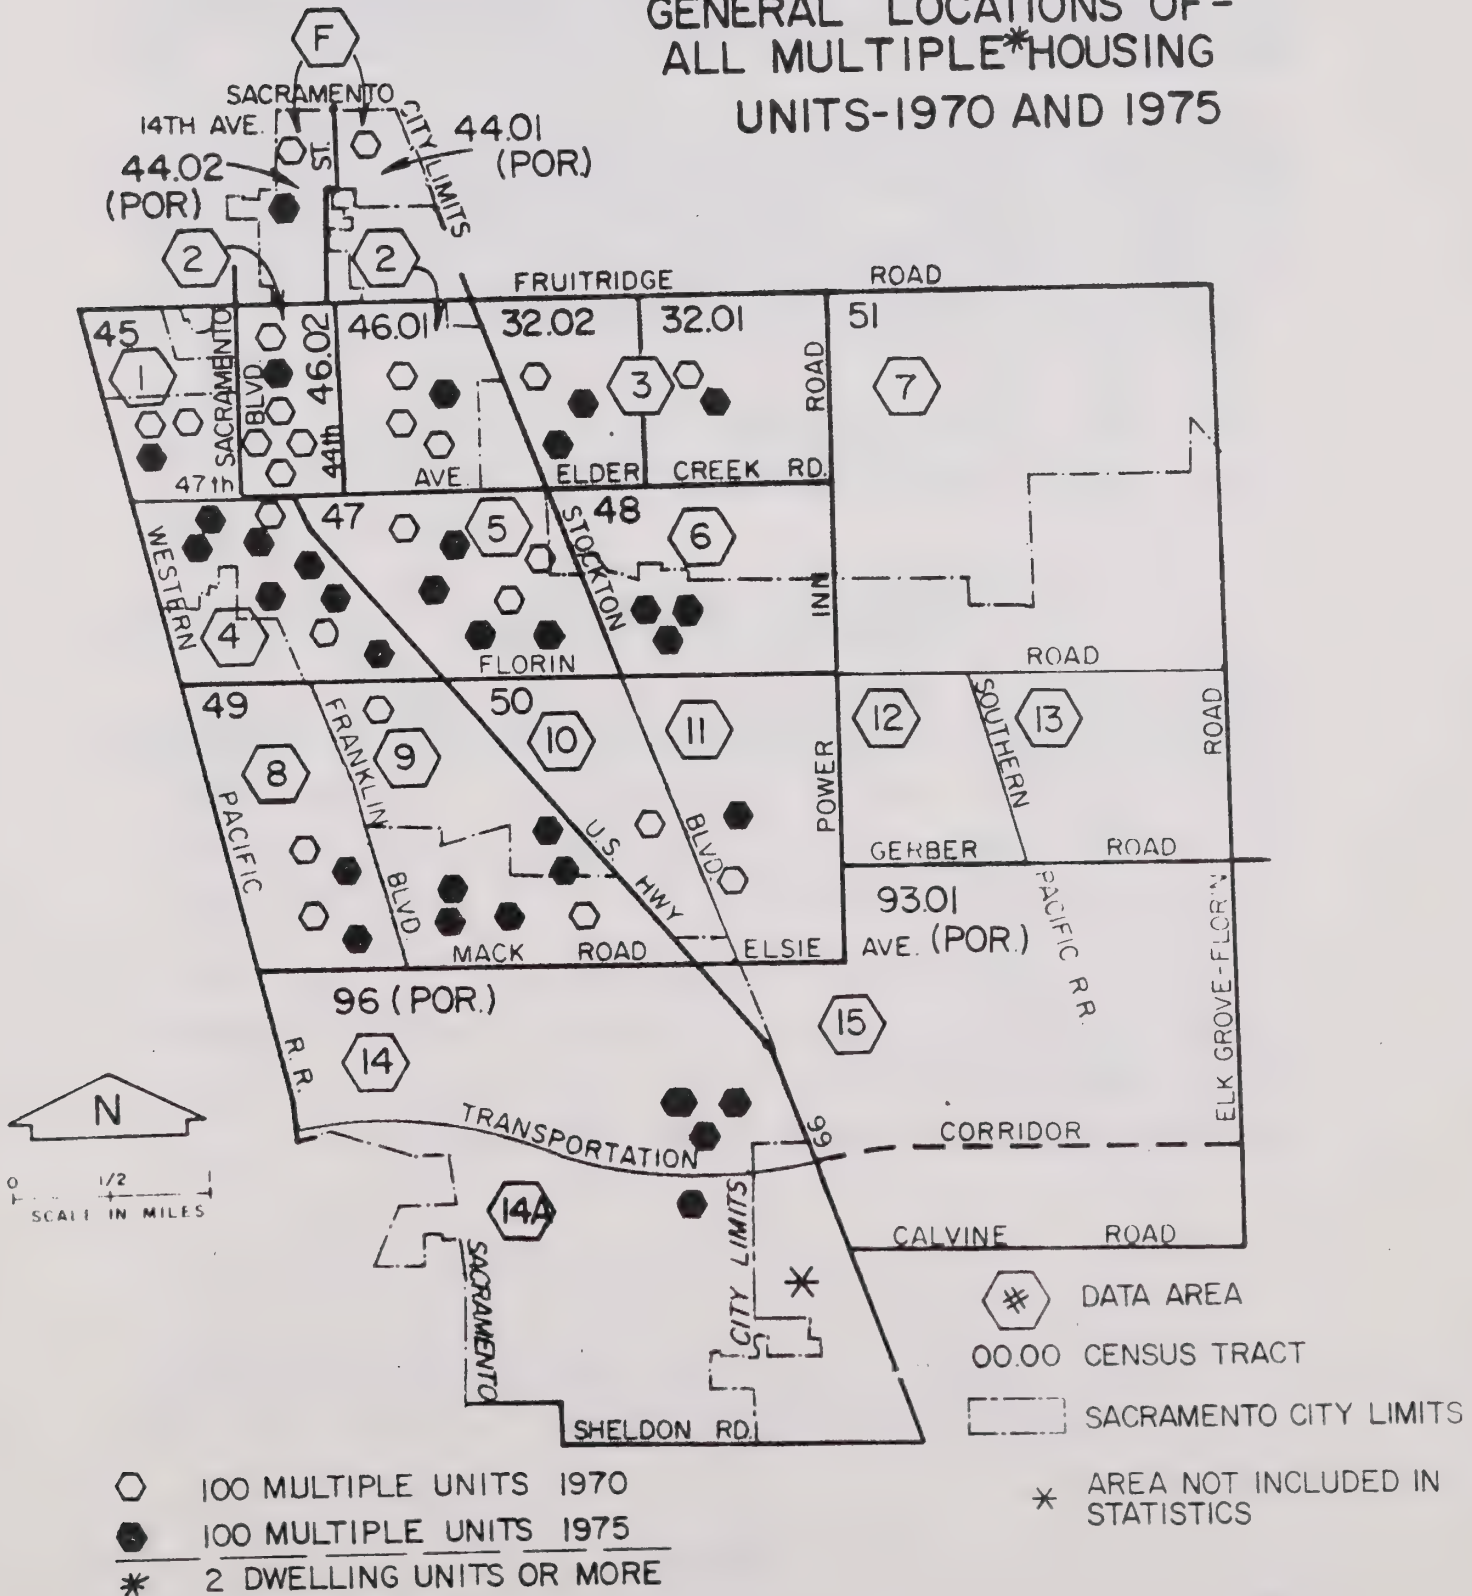 GENERAL LOCATIONS OF-
ALL MULTIPLE*HOUSING
UNITS-1970 AND 1975
F
SACRAMENTO
CITY LIMITS
14TH AVE.
ST.
44.01
(POR.)
44.02
(POR)
2
2
FRUITRIDGE ROAD
45
SACRAMENTO
BLVD.
46.02
44th
46.01
32.02
32.01
ROAD
51
1
3
7
47th
AVE.
ELDER CREEK RD.
WESTERN
47
5
STOCKTON
48
6
INN
4
FLORIN
ROAD
49
FRANKLIN
50
12
SOUTHERN
13
ROAD
8
9
10
11
POWER
PACIFIC
BLVD.
U.S.
HWY
BLVD.
GERBER ROAD
93.01
(POR.)
MACK ROAD
ELSIE AVE.
PACIFIC R.R.
ELK GROVE-FLORIN
96 (POR.)
14
15
R.R.
N
TRANSPORTATION
99
CORRIDOR
0 1/2 1
SCALE IN MILES
14A
CITY LIMITS
CALVINE ROAD
SACRAMENTO
*
# DATA AREA
00.00 CENSUS TRACT
SACRAMENTO CITY LIMITS
SHELDON RD.
100 MULTIPLE UNITS 1970
100 MULTIPLE UNITS 1975
* 2 DWELLING UNITS OR MORE
* AREA NOT INCLUDED IN
STATISTICS